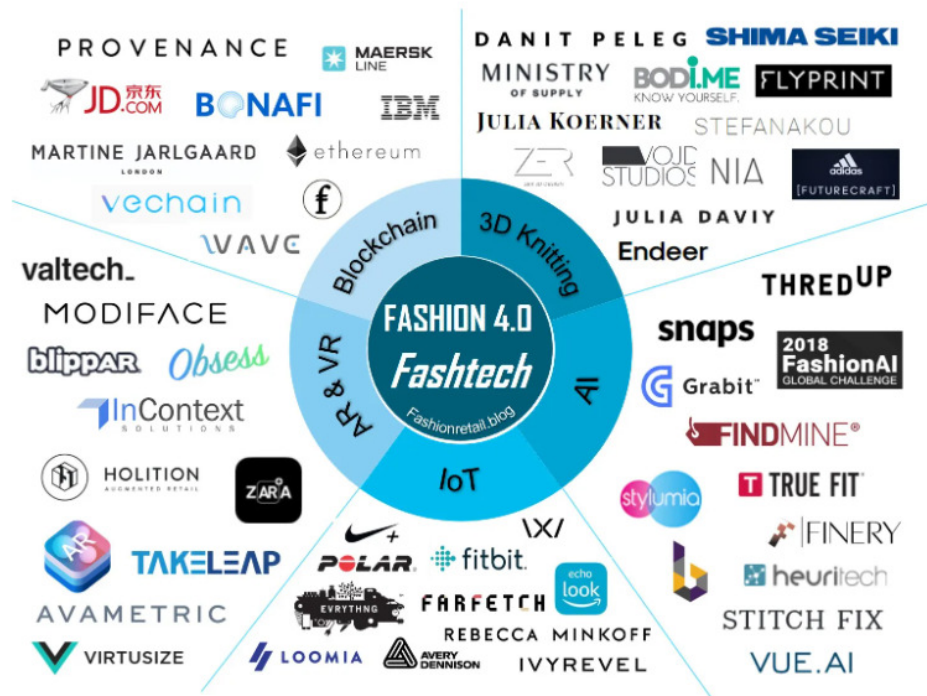 PROVENANCE
MAERSK
LINE
京东
JD.COM
BONAFI
IBM
MARTINE JARLGAARD
LONDON
ethereum
vechain
f
WAVE
DANIT PELEG
SHIMA SEIKI
MINISTRY
OF SUPPLY
BODI.ME
KNOW YOURSELF.
FLYPRINT
JULIA KOERNER
STEFANAKOU
ZER
VOJD
STUDIOS
NIA
adidas
[FUTURECRAFT]
JULIA DAVIY
Endeer
Blockchain
3D Knitting
AR & VR
AI
IoT
FASHION 4.0
Fashtech
Fashionretail.blog
valtech_
MODIFACE
blippAR
Obsess
InContext
SOLUTIONS
HOLITION
AUGMENTED RETAIL
ZARA
AR
TAKELEAP
AVAMETRIC
VIRTUSIZE
THREDUP
snaps
2018
FashionAI
GLOBAL CHALLENGE
Grabit™
FINDMINE®
stylumia
T TRUE FIT
FINERY
b
heuritech
STITCH FIX
VUE.AI
+
\X/
POLAR.
fitbit.
echo
look
EVRYTHNG
FARFETCH
REBECCA MINKOFF
LOOMIA
AVERY
DENNISON
IVYREVEL